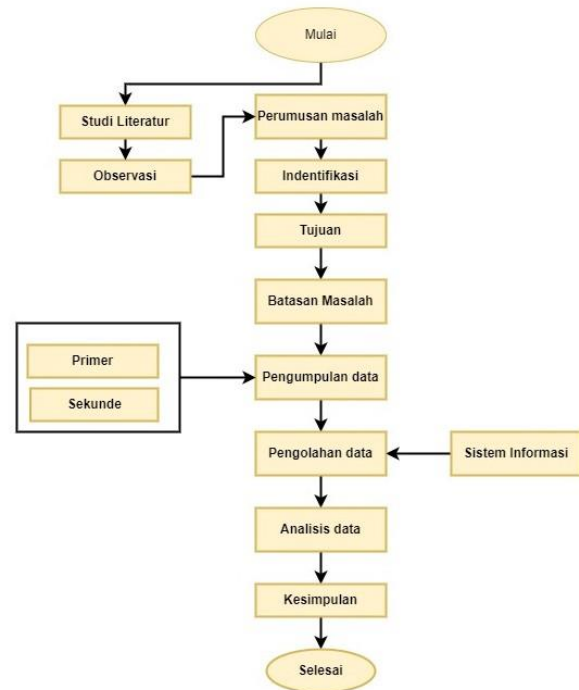 Mulai
Studi Literatur
Observasi
Perumusan masalah
Indentifikasi
Tujuan
Batasan Masalah
Primer
Sekunde
Pengumpulan data
Pengolahan data
Sistem Informasi
Analisis data
Kesimpulan
Selesai